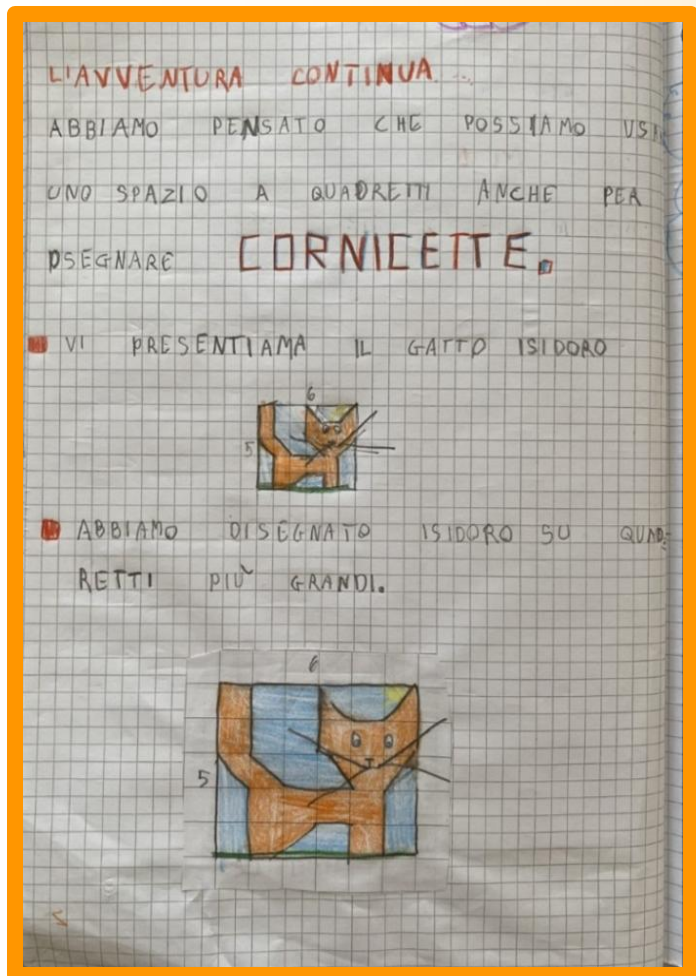 L'AVVENTURA CONTINUA...
ABBIAMO PENSATO CHE POSSIAMO
UNO SPAZIO A QUADRETTI ANCHE PER
DSEGNARE CORNICETTE.
VI PRESENTIAMA IL GATTO ISIDORO
6
5
ABBIAMO DISEGNATO ISIDORO SU QUAD-
RETTI PIÙ GRANDI.
6
5